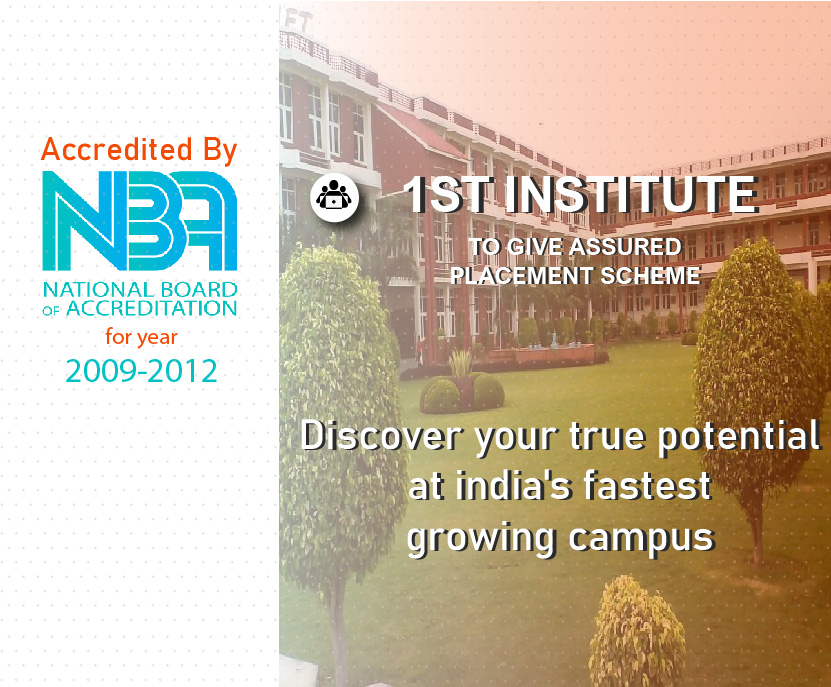 Accredited By
NBA
NATIONAL BOARD
OF ACCREDITATION
for year
2009-2012
1ST INSTITUTE
TO GIVE ASSURED
PLACEMENT SCHEME
Discover your true potential
at india's fastest
growing campus